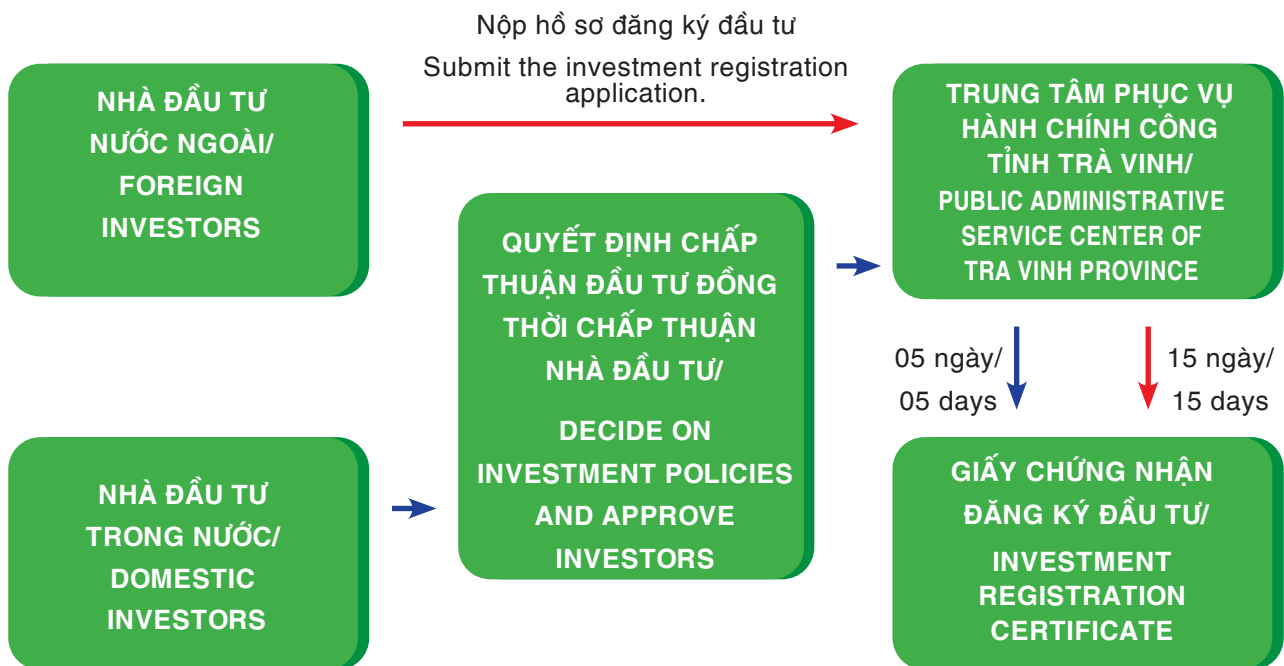 Nộp hồ sơ đăng ký đầu tư
Submit the investment registration
application.
NHÀ ĐẦU TƯ
NƯỚC NGOÀI/
FOREIGN
INVESTORS
TRUNG TÂM PHỤC VỤ
HÀNH CHÍNH CÔNG
TỈNH TRÀ VINH/
PUBLIC ADMINISTRATIVE
SERVICE CENTER OF
TRA VINH PROVINCE
QUYẾT ĐỊNH CHẤP
THUẬN ĐẦU TƯ ĐỒNG
THỜI CHẤP THUẬN
NHÀ ĐẦU TƯ/
DECIDE ON
INVESTMENT POLICIES
AND APPROVE
INVESTORS
05 ngày/
05 days
15 ngày/
15 days
NHÀ ĐẦU TƯ
TRONG NƯỚC/
DOMESTIC
INVESTORS
GIẤY CHỨNG NHẬN
ĐĂNG KÝ ĐẦU TƯ/
INVESTMENT
REGISTRATION
CERTIFICATE